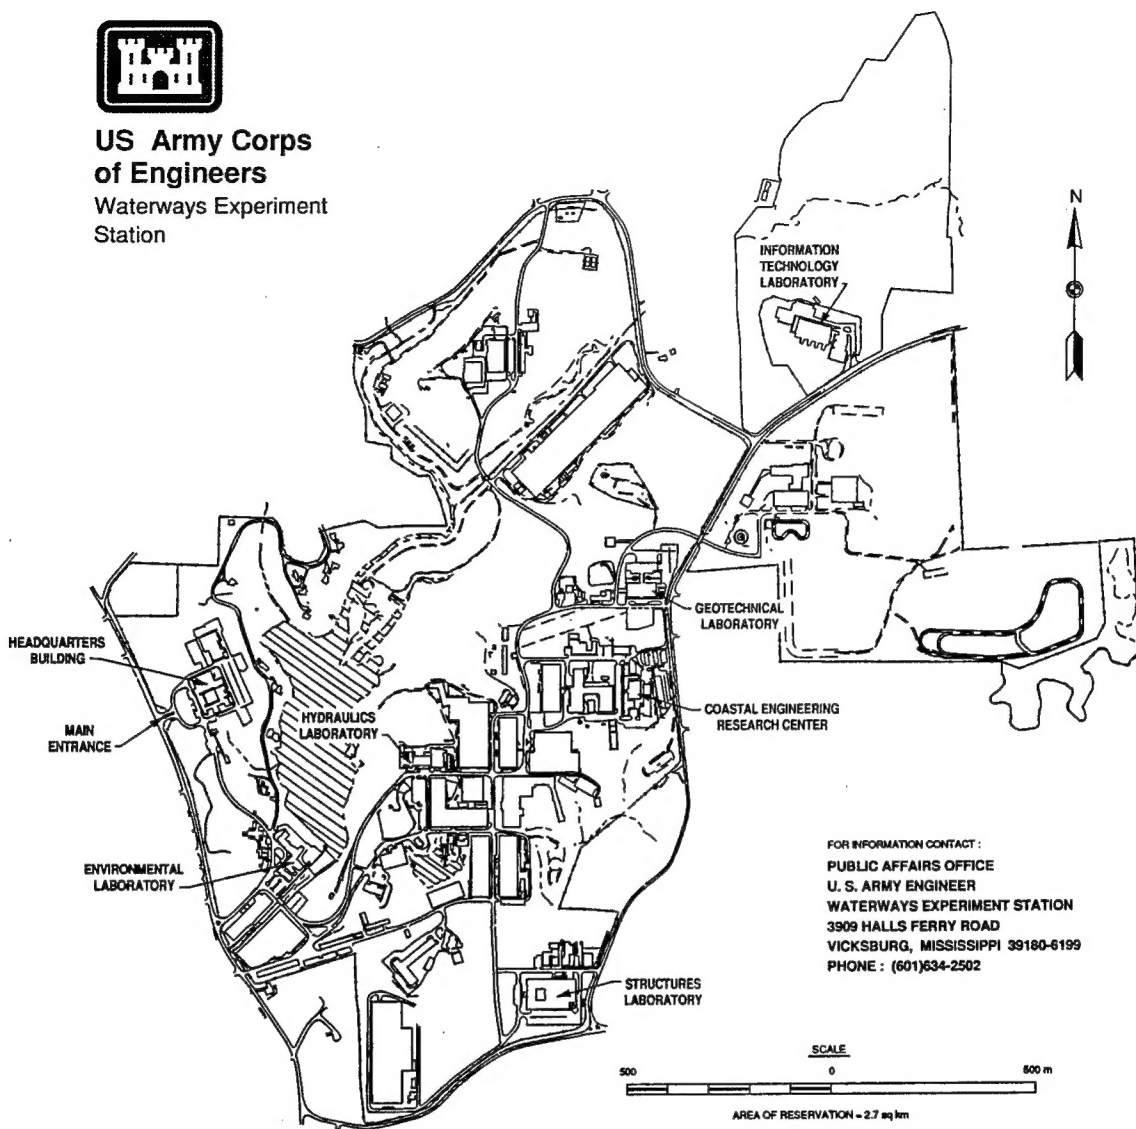 US Army Corps
of Engineers
Waterways Experiment
Station
N
INFORMATION
TECHNOLOGY
LABORATORY
GEOTECHNICAL
LABORATORY
HEADQUARTERS
BUILDING
MAIN
ENTRANCE
HYDRAULICS
LABORATORY
COASTAL ENGINEERING
RESEARCH CENTER
ENVIRONMENTAL
LABORATORY
STRUCTURES
LABORATORY
FOR INFORMATION CONTACT :
PUBLIC AFFAIRS OFFICE
U. S. ARMY ENGINEER
WATERWAYS EXPERIMENT STATION
3909 HALLS FERRY ROAD
VICKSBURG, MISSISSIPPI 39180-6199
PHONE : (601)634-2502
SCALE
500 0 500 m
AREA OF RESERVATION = 2.7 sq km